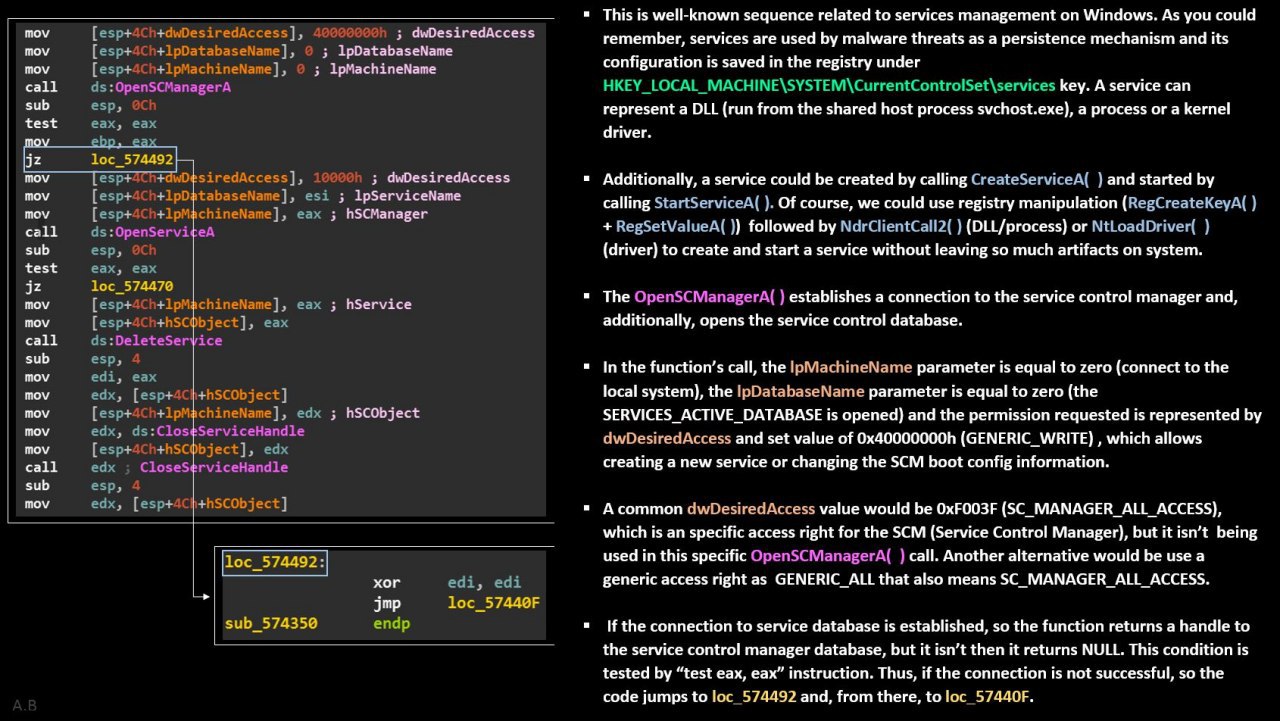 mov [esp+4Ch+dwDesiredAccess], 40000000h ; dwDesiredAccess
mov [esp+4Ch+lpDatabaseName], 0 ; lpDatabaseName
mov [esp+4Ch+lpMachineName], 0 ; lpMachineName
call ds:OpenSCManagerA
sub esp, 0Ch
test eax, eax
mov ebp, eax
jz loc_574492
mov [esp+4Ch+dwDesiredAccess], 10000h ; dwDesiredAccess
mov [esp+4Ch+lpDatabaseName], esi ; lpServiceName
mov [esp+4Ch+lpMachineName], eax ; hSCManager
call ds:OpenServiceA
sub esp, 0Ch
test eax, eax
jz loc_574470
mov [esp+4Ch+lpMachineName], eax ; hService
mov [esp+4Ch+hSCObject], eax
call ds:DeleteService
sub esp, 4
mov edi, eax
mov edx, [esp+4Ch+hSCObject]
mov [esp+4Ch+lpMachineName], edx ; hSCObject
mov edx, ds:CloseServiceHandle
mov [esp+4Ch+hSCObject], edx
call edx ; CloseServiceHandle
sub esp, 4
mov edx, [esp+4Ch+hSCObject]
loc_574492:
xor edi, edi
jmp loc_57440F
sub_574350 endp
▪ This is well-known sequence related to services management on Windows. As you could
remember, services are used by malware threats as a persistence mechanism and its
configuration is saved in the registry under
HKEY_LOCAL_MACHINE\SYSTEM\CurrentControlSet\services key. A service can
represent a DLL (run from the shared host process svchost.exe), a process or a kernel
driver.
▪ Additionally, a service could be created by calling CreateServiceA( ) and started by
calling StartServiceA( ). Of course, we could use registry manipulation (RegCreateKeyA( )
+ RegSetValueA( )) followed by NdrClientCall2( ) (DLL/process) or NtLoadDriver( )
(driver) to create and start a service without leaving so much artifacts on system.
▪ The OpenSCManagerA( ) establishes a connection to the service control manager and,
additionally, opens the service control database.
▪ In the function’s call, the lpMachineName parameter is equal to zero (connect to the
local system), the lpDatabaseName parameter is equal to zero (the
SERVICES_ACTIVE_DATABASE is opened) and the permission requested is represented by
dwDesiredAccess and set value of 0x40000000h (GENERIC_WRITE) , which allows
creating a new service or changing the SCM boot config information.
▪ A common dwDesiredAccess value would be 0xF003F (SC_MANAGER_ALL_ACCESS),
which is an specific access right for the SCM (Service Control Manager), but it isn’t being
used in this specific OpenSCManagerA( ) call. Another alternative would be use a
generic access right as GENERIC_ALL that also means SC_MANAGER_ALL_ACCESS.
▪ If the connection to service database is established, so the function returns a handle to
the service control manager database, but it isn’t then it returns NULL. This condition is
tested by “test eax, eax” instruction. Thus, if the connection is not successful, so the
code jumps to loc_574492 and, from there, to loc_57440F.
A.B